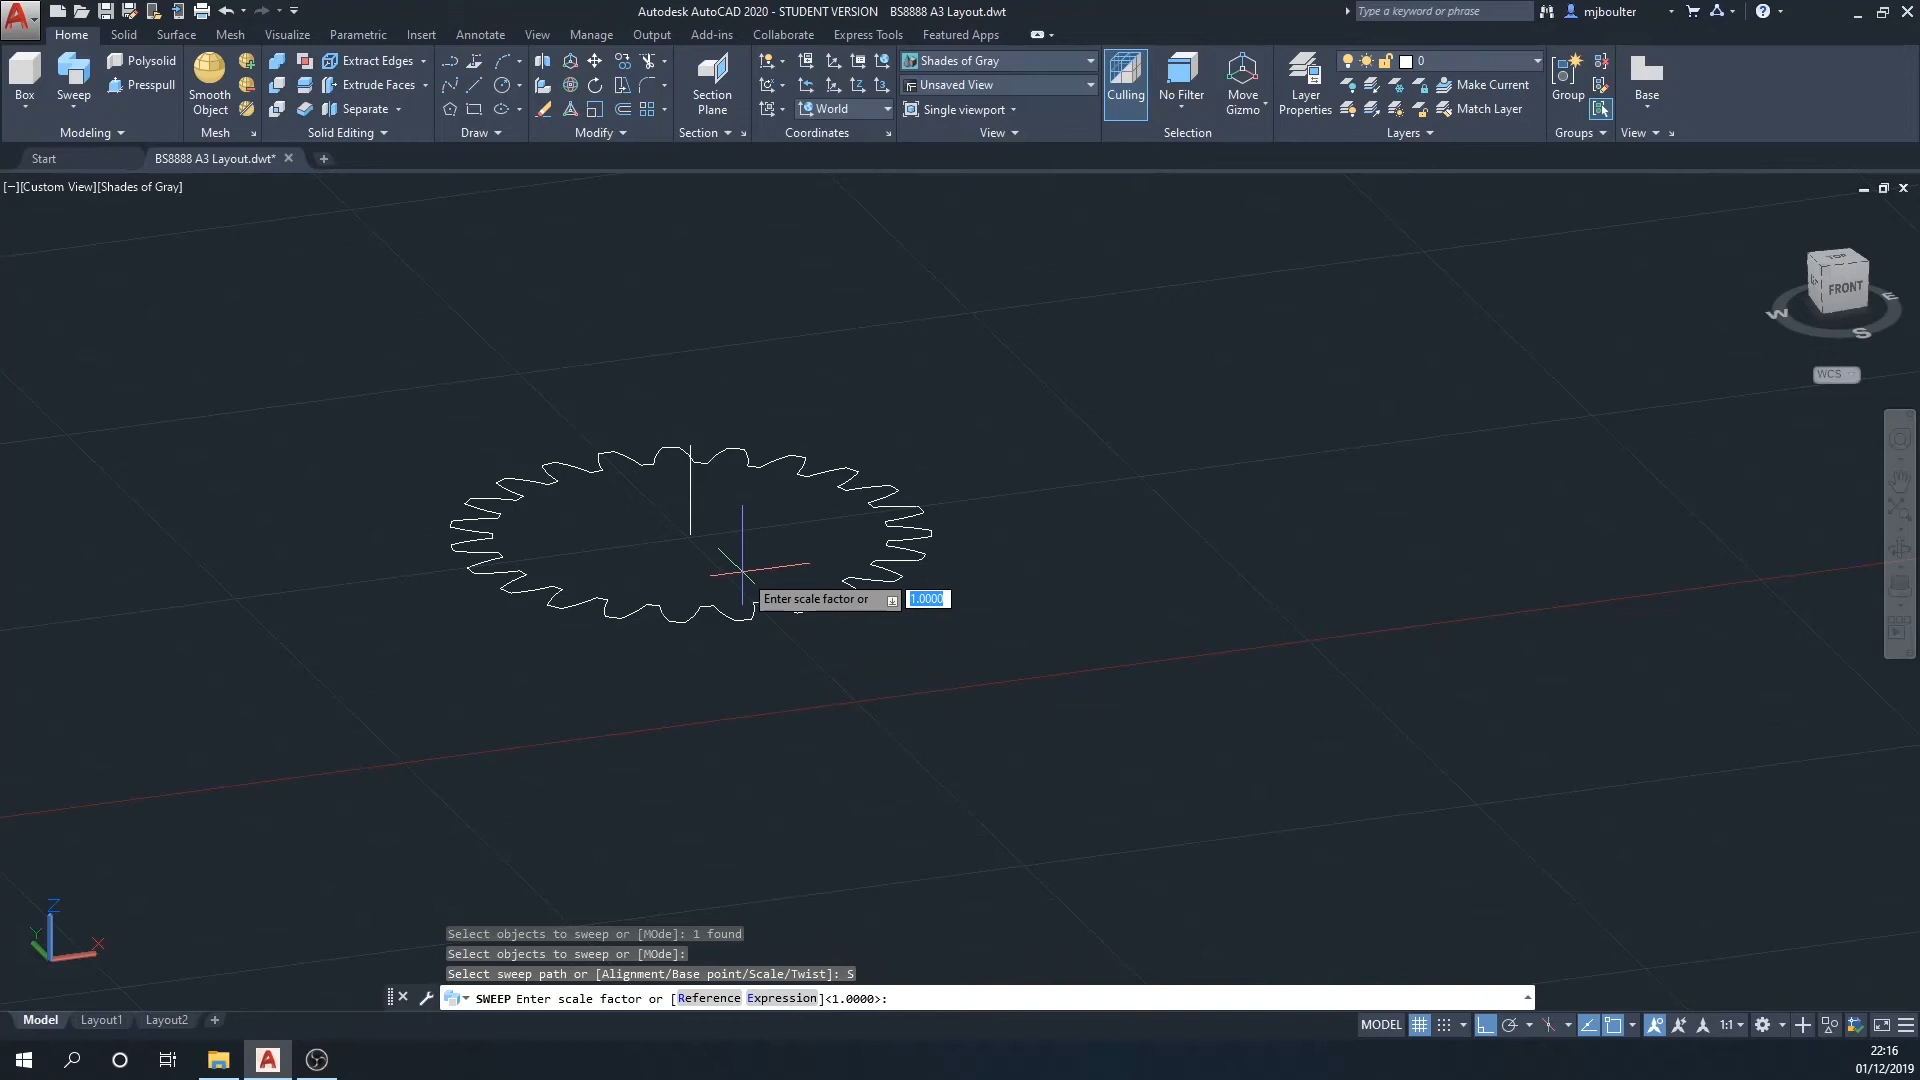 Autodesk AutoCAD 2020 - STUDENT VERSION BS8888 A3 Layout.dwt
Type a keyword or phrase
mjboulter
Home Solid Surface Mesh Visualize Parametric Insert Annotate View Manage Output Add-ins Collaborate Express Tools Featured Apps
Box
Sweep
Polysolid
Presspull
Smooth Object
Extract Edges
Extrude Faces
Separate
Section Plane
World
Shades of Gray
Unsaved View
Single viewport
Culling
No Filter
Move Gizmo
Layer Properties
0
Make Current
Match Layer
Group
Base
Modeling Mesh Solid Editing Draw Modify Section Coordinates View Selection Layers Groups View
Start
BS8888 A3 Layout.dwt*
[−][Custom View][Shades of Gray]
TOP
FRONT
W
S
E
WCS
Enter scale factor or
1.0000
Z
Y
X
Select objects to sweep or [MOde]: 1 found
Select objects to sweep or [MOde]:
Select sweep path or [Alignment/Base point/Scale/Twist]: S
SWEEP Enter scale factor or [Reference Expression]<1.0000>:
Model Layout1 Layout2
MODEL
1:1
22:16
01/12/2019